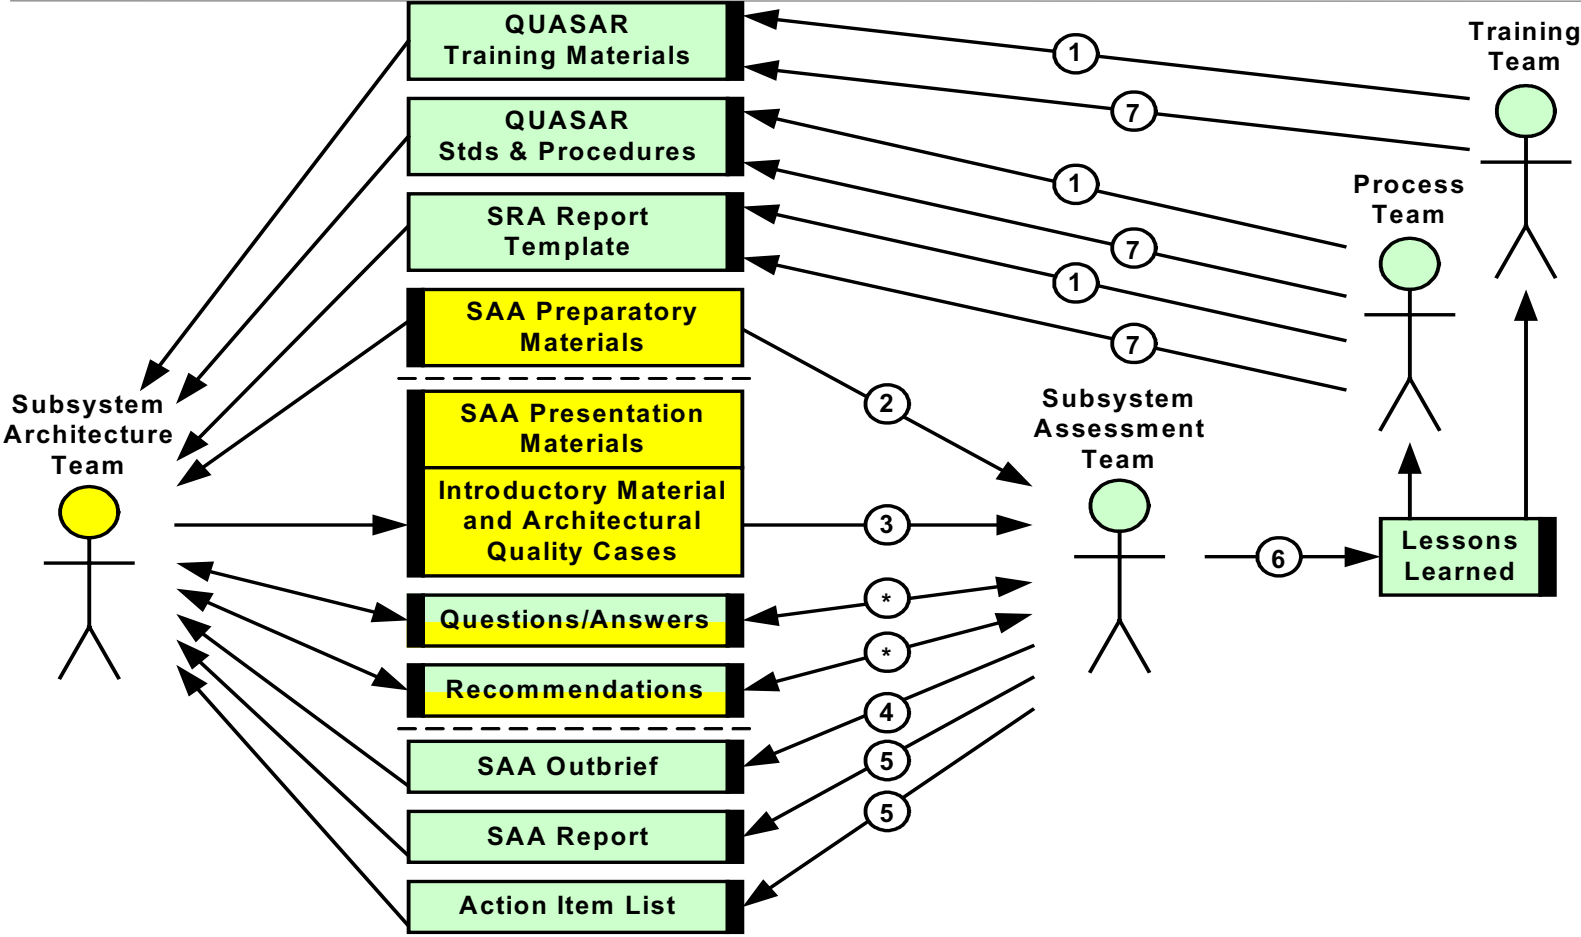 QUASAR
Training Materials
QUASAR
Stds & Procedures
SRA Report
Template
SAA Preparatory
Materials
SAA Presentation
Materials
Introductory Material
and Architectural
Quality Cases
Questions/Answers
Recommendations
SAA Outbrief
SAA Report
Action Item List
Subsystem
Architecture
Team
1
7
1
7
1
7
2
3
*
*
4
5
5
Training
Team
Process
Team
Subsystem
Assessment
Team
6
Lessons
Learned